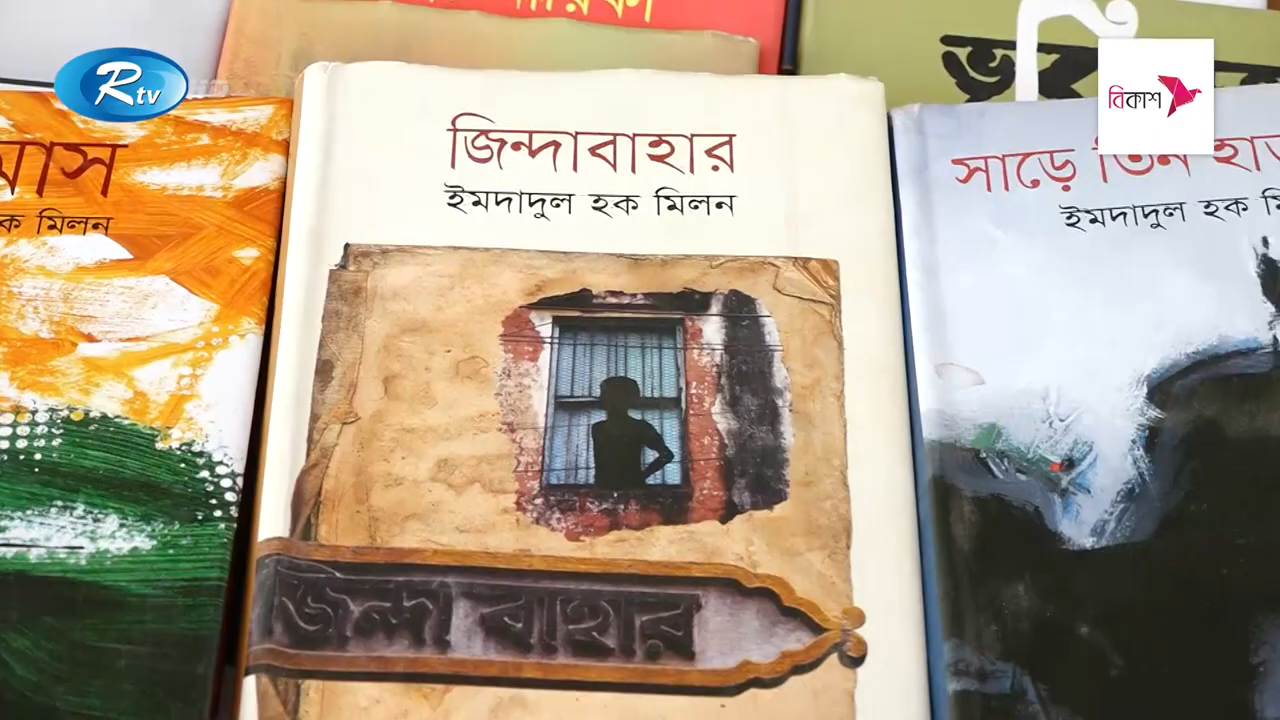 Rtv
বিকাশ
জিন্দাবাহার
ইমদাদুল হক মিলন
জিন্দা বাহার
মিলন
সাড়ে তিন
ইমদাদুল হক